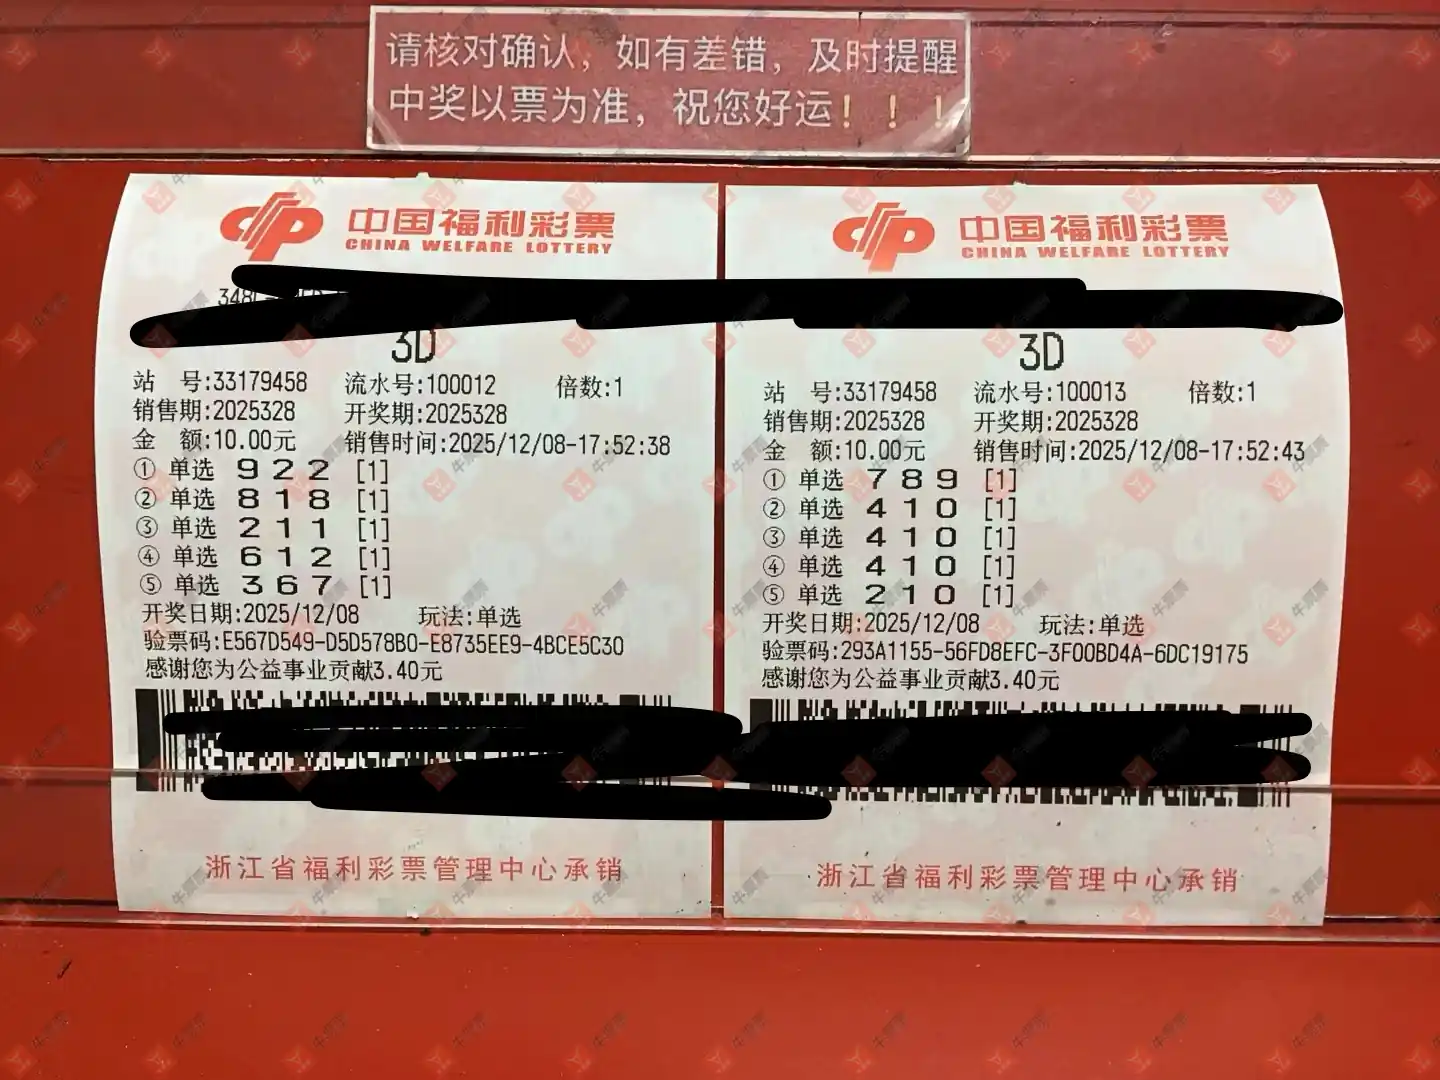 请核对确认，如有差错，及时提醒
中奖以票为准，祝您好运！！！
中国福利彩票
CHINA WELFARE LOTTERY
3D
站 号:33179458 流水号:100012 倍数:1
销售期:2025328 开奖期:2025328
金 额:10.00元 销售时间:2025/12/08-17:52:38
① 单选 9 2 2 [1]
② 单选 8 1 8 [1]
③ 单选 2 1 1 [1]
④ 单选 6 1 2 [1]
⑤ 单选 3 6 7 [1]
开奖日期:2025/12/08 玩法:单选
验票码:E567D549-D5D578B0-E8735EE9-4BCE5C30
感谢您为公益事业贡献3.40元
浙江省福利彩票管理中心承销
中国福利彩票
CHINA WELFARE LOTTERY
3D
站 号:33179458 流水号:100013 倍数:1
销售期:2025328 开奖期:2025328
金 额:10.00元 销售时间:2025/12/08-17:52:43
① 单选 7 8 9 [1]
② 单选 4 1 0 [1]
③ 单选 4 1 0 [1]
④ 单选 4 1 0 [1]
⑤ 单选 2 1 0 [1]
开奖日期:2025/12/08 玩法:单选
验票码:293A1155-56FD8EFC-3F00BD4A-6DC19175
感谢您为公益事业贡献3.40元
浙江省福利彩票管理中心承销